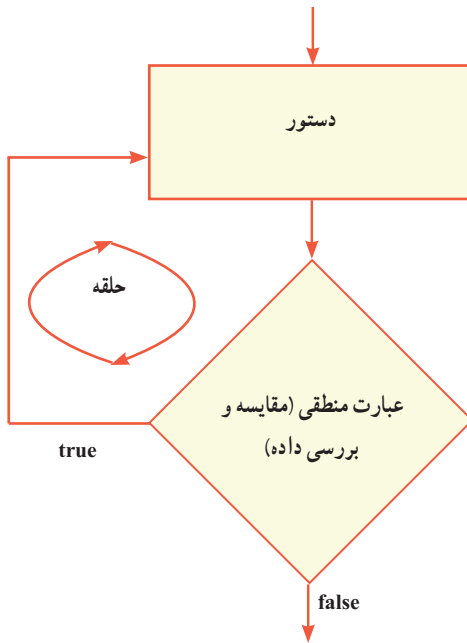 دستور
حلقه
عبارت منطقی (مقایسه و
بررسی داده)
true
false